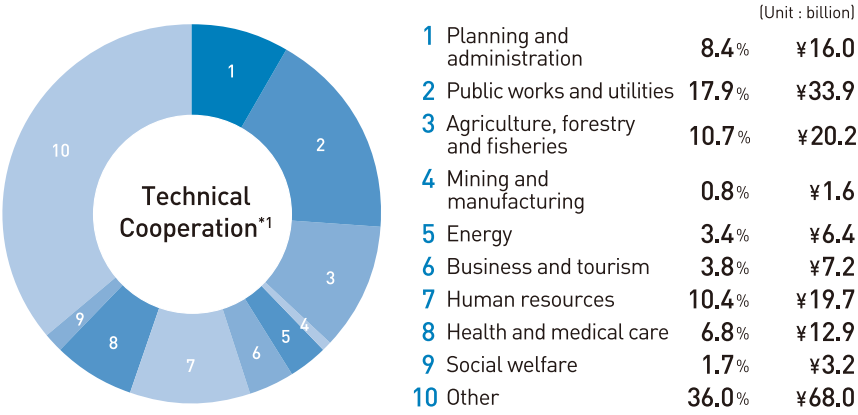 (Unit : billion)
1 Planning and
administration 8.4% ¥16.0
2 Public works and utilities 17.9% ¥33.9
3 Agriculture, forestry
and fisheries 10.7% ¥20.2
4 Mining and
manufacturing 0.8% ¥1.6
5 Energy 3.4% ¥6.4
6 Business and tourism 3.8% ¥7.2
7 Human resources 10.4% ¥19.7
8 Health and medical care 6.8% ¥12.9
9 Social welfare 1.7% ¥3.2
10 Other 36.0% ¥68.0
Technical
Cooperation*1
1
2
3
4
5
6
7
8
9
10